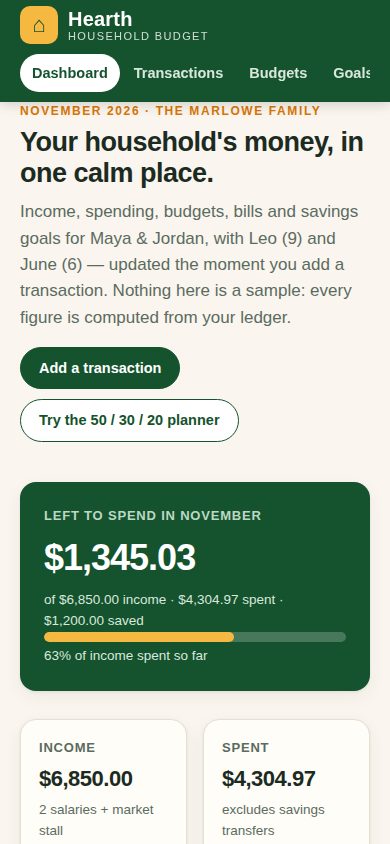 Hearth
HOUSEHOLD BUDGET
Dashboard Transactions Budgets Goals
NOVEMBER 2026 · THE MARLOWE FAMILY
Your household's money, in
one calm place.
Income, spending, budgets, bills and savings
goals for Maya & Jordan, with Leo (9) and
June (6) — updated the moment you add a
transaction. Nothing here is a sample: every
figure is computed from your ledger.
Add a transaction
Try the 50 / 30 / 20 planner
LEFT TO SPEND IN NOVEMBER
$1,345.03
of $6,850.00 income · $4,304.97 spent ·
$1,200.00 saved
63% of income spent so far
INCOME
$6,850.00
2 salaries + market
stall
SPENT
$4,304.97
excludes savings
transfers